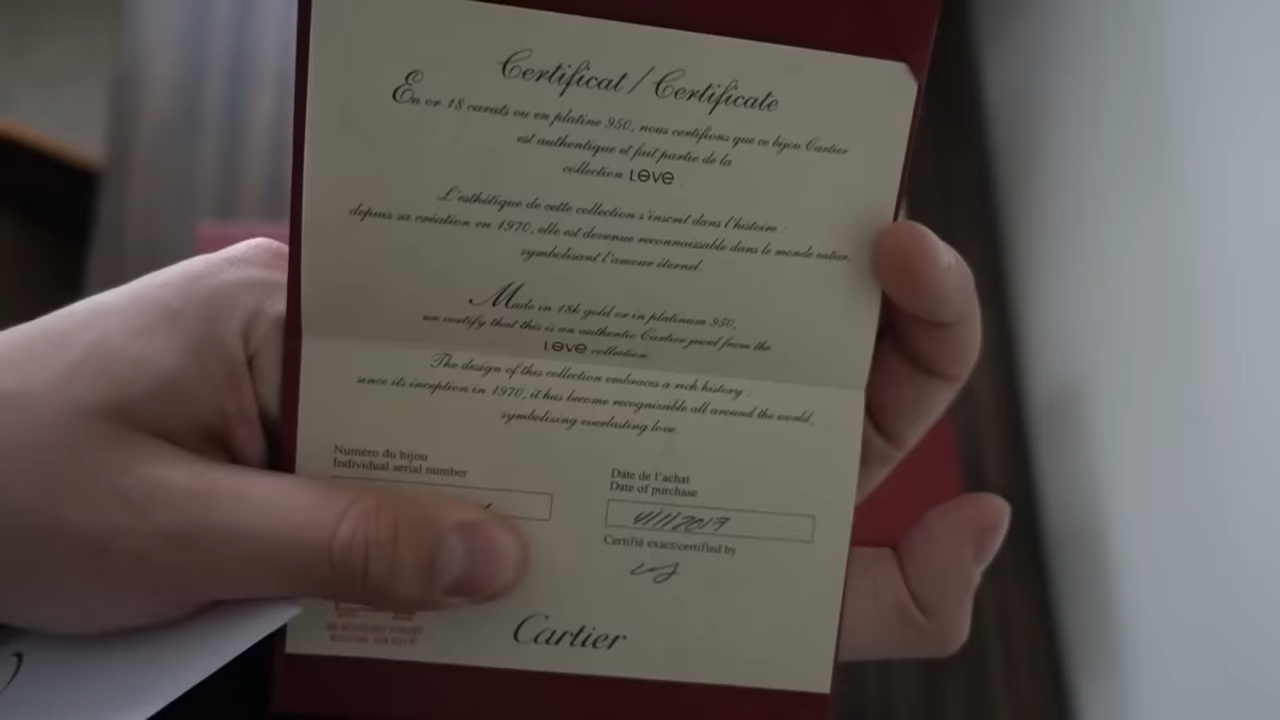 Certificat / Certificate
En or 18 carats ou en platine 950, nous certifions que ce bijou Cartier
est authentique et fait partie de la
collection LOVE.
L'esthétique de cette collection s'inscrit dans l'histoire :
depuis sa création en 1970, elle est devenue reconnaissable dans le monde entier,
symbolisant l'amour éternel.
Made in 18k gold or in platinum 950,
we certify that this is an authentic Cartier jewel from the
LOVE collection.
The design of this collection embraces a rich history :
since its inception in 1970, it has become recognizable all around the world,
symbolizing everlasting love
Numéro du bijou
Individual serial number
Date de l'achat
Date of purchase
Certifié exact/certified by
Cartier